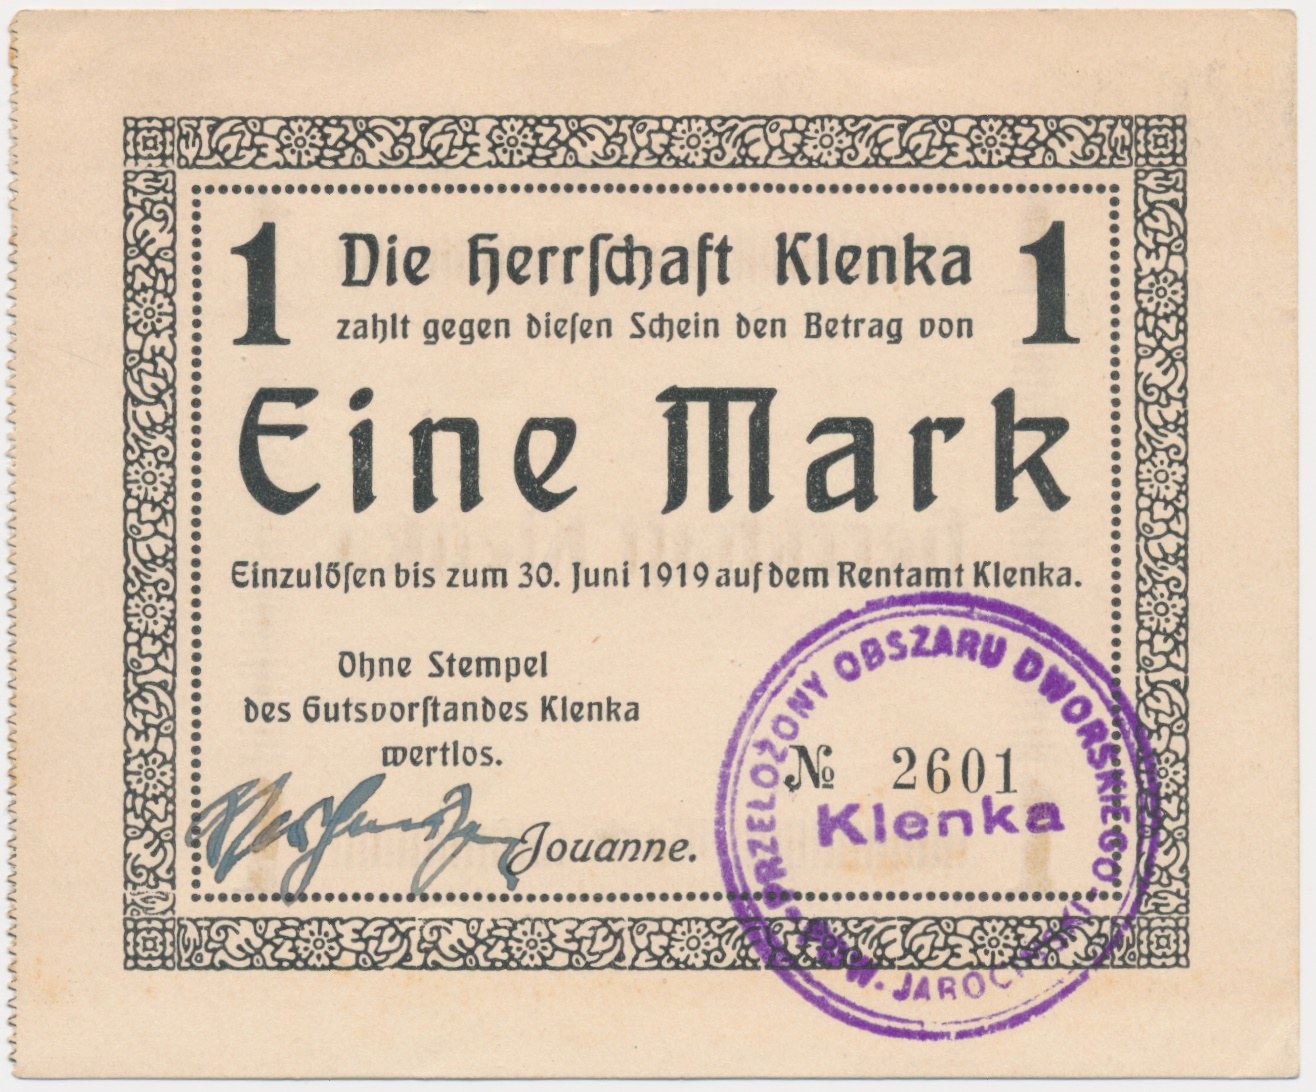 1 Die Herrschaft Klenka 1
zahlt gegen diesen Schein den Betrag von
Eine Mark
Einzulösen bis zum 30. Juni 1919 auf dem Rentamt Klenka.
Ohne Stempel
des Gutsvorstandes Klenka
wertlos.
Jouanne.
№ 2601
PRZEŁOŻONY OBSZARU DWORSKIEGO
Klenka
POW. JAROCIŃSKI